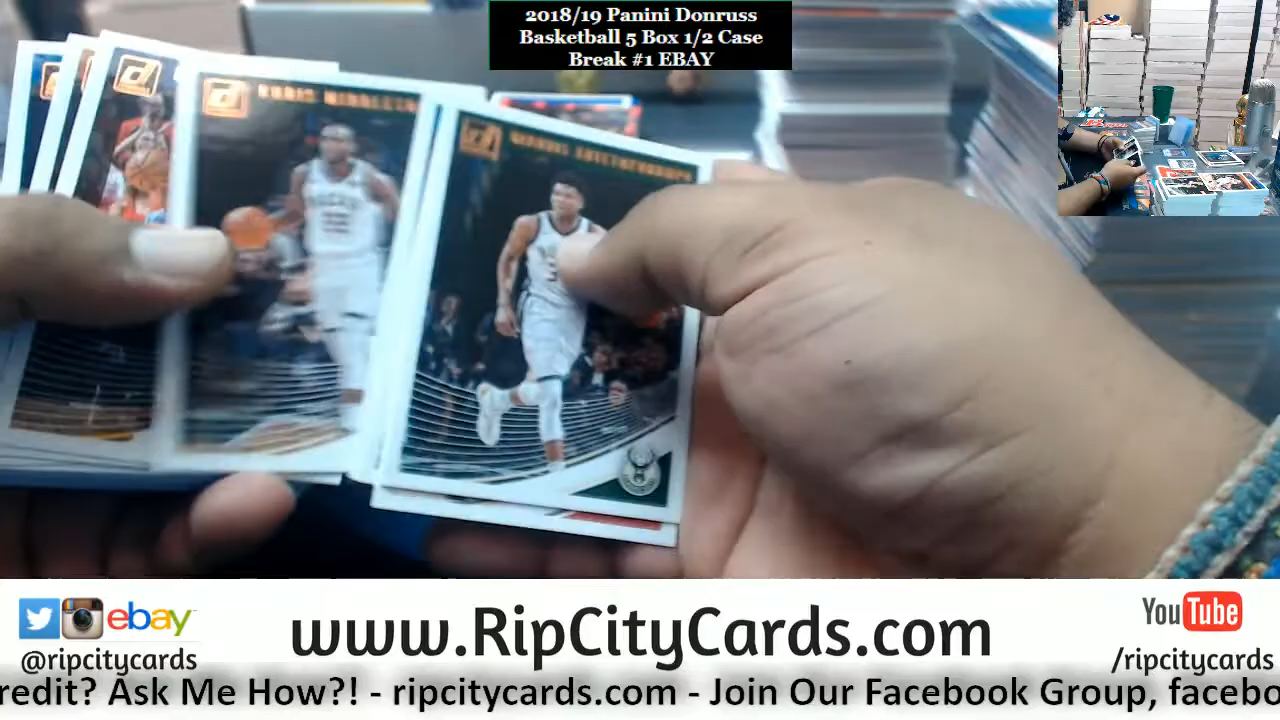 2018/19 Panini Donruss
Basketball 5 Box 1/2 Case
Break #1 EBAY
ebay
@ripcitycards
www.RipCityCards.com
YouTube
/ripcitycards
redit? Ask Me How?! - ripcitycards.com - Join Our Facebook Group, facebo